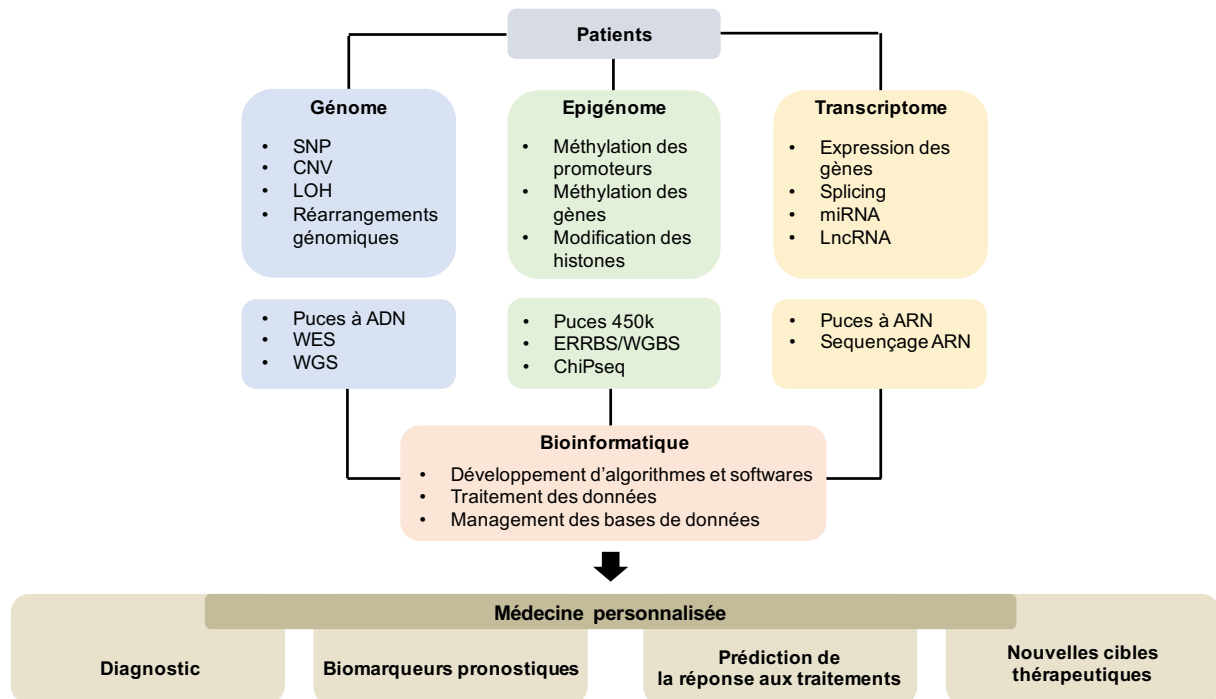 Patients
Génome
• SNP
• CNV
• LOH
• Réarrangements
génomiques
Epigénome
• Méthylation des
promoteurs
• Méthylation des
gènes
• Modification des
histones
Transcriptome
• Expression des
gènes
• Splicing
• miRNA
• LncRNA
• Puces à ADN
• WES
• WGS
• Puces 450k
• ERRBS/WGBS
• ChiPseq
• Puces à ARN
• Sequençage ARN
Bioinformatique
• Développement d'algorithmes et softwares
• Traitement des données
• Management des bases de données
Médecine personnalisée
Diagnostic
Biomarqueurs pronostiques
Prédiction de
la réponse aux traitements
Nouvelles cibles
thérapeutiques